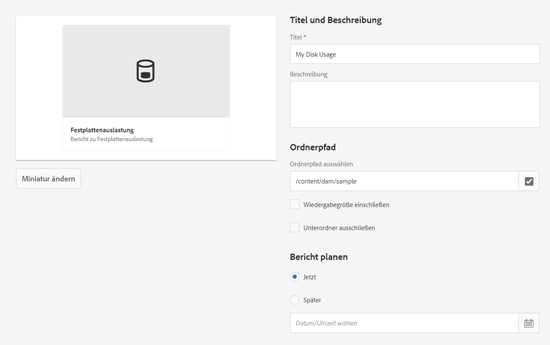 Festplattenauslastung
Bericht zu Festplattenauslastung
Miniatur ändern
Titel und Beschreibung
Titel *
My Disk Usage
Beschreibung
Ordnerpfad
Ordnerpfad auswählen
/content/dam/sample
Wiedergabegröße einschließen
Unterordner ausschließen
Bericht planen
Jetzt
Später
Datum/Uhrzeit wählen